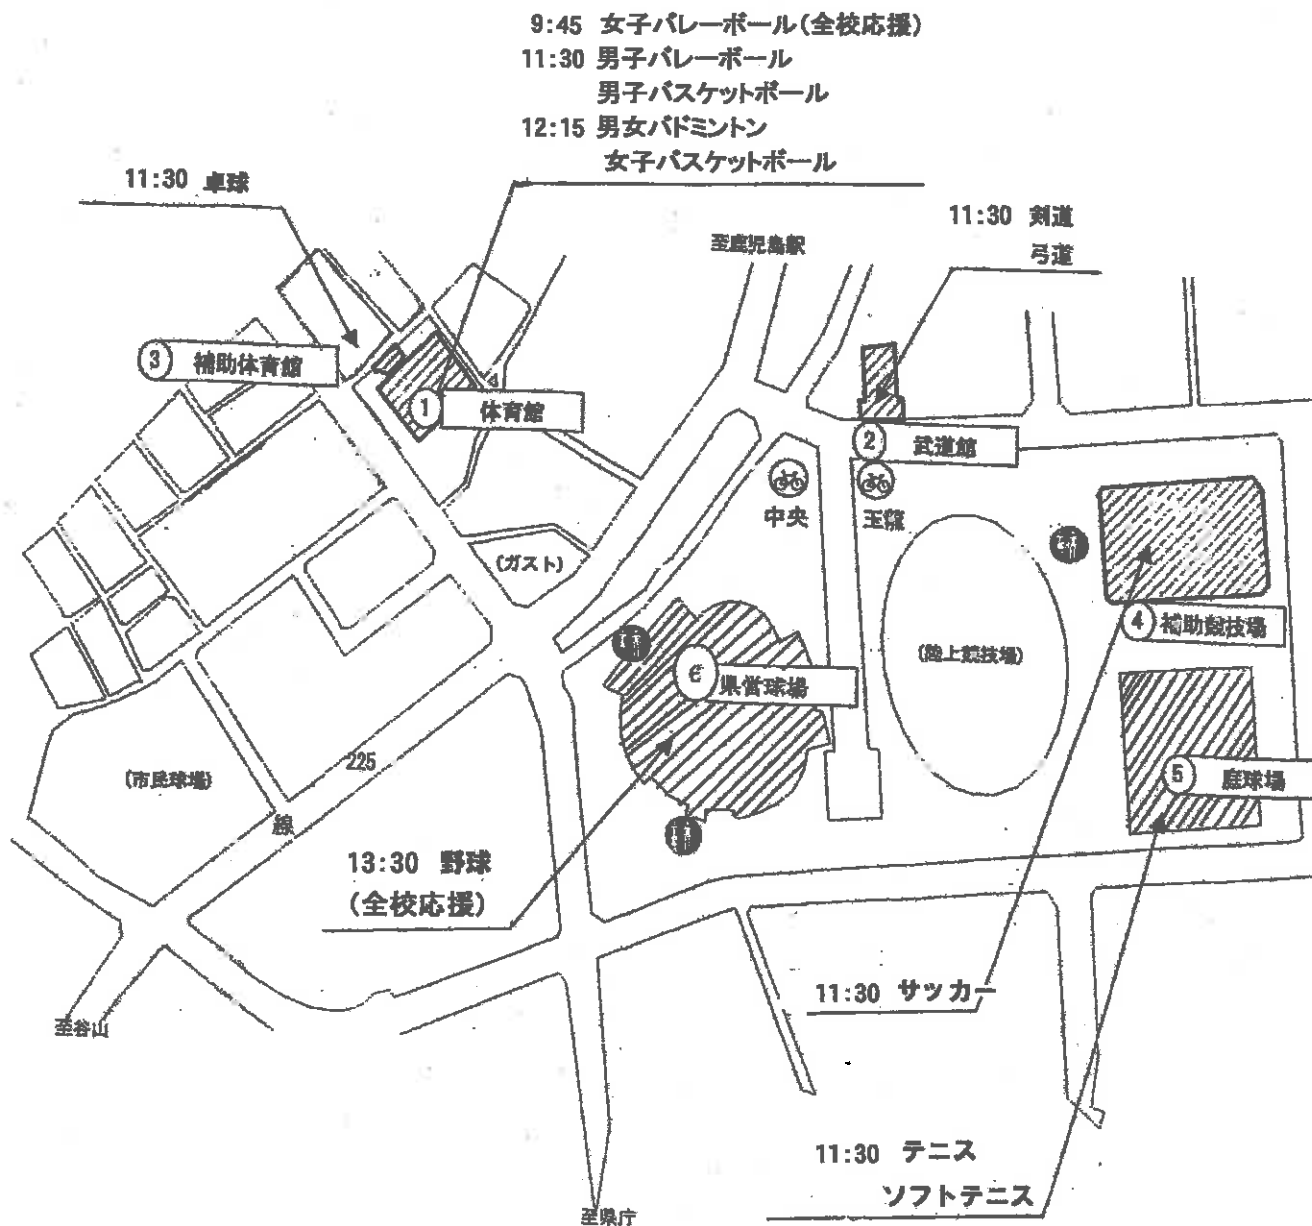 9:45 女子バレーボール(全校応援)
11:30 男子バレーボール
男子バスケットボール
12:15 男女バドミントン
女子バスケットボール
11:30 卓球
11:30 剣道
弓道
至鹿児島駅
3 補助体育館
1 体育館
2 武道館
中央
玉龍
(ガスト)
4 補助競技場
(陸上競技場)
6 県営球場
225
(市民球場)
線
5 庭球場
13:30 野球
(全校応援)
11:30 サッカー
至谷山
11:30 テニス
ソフトテニス
至県庁